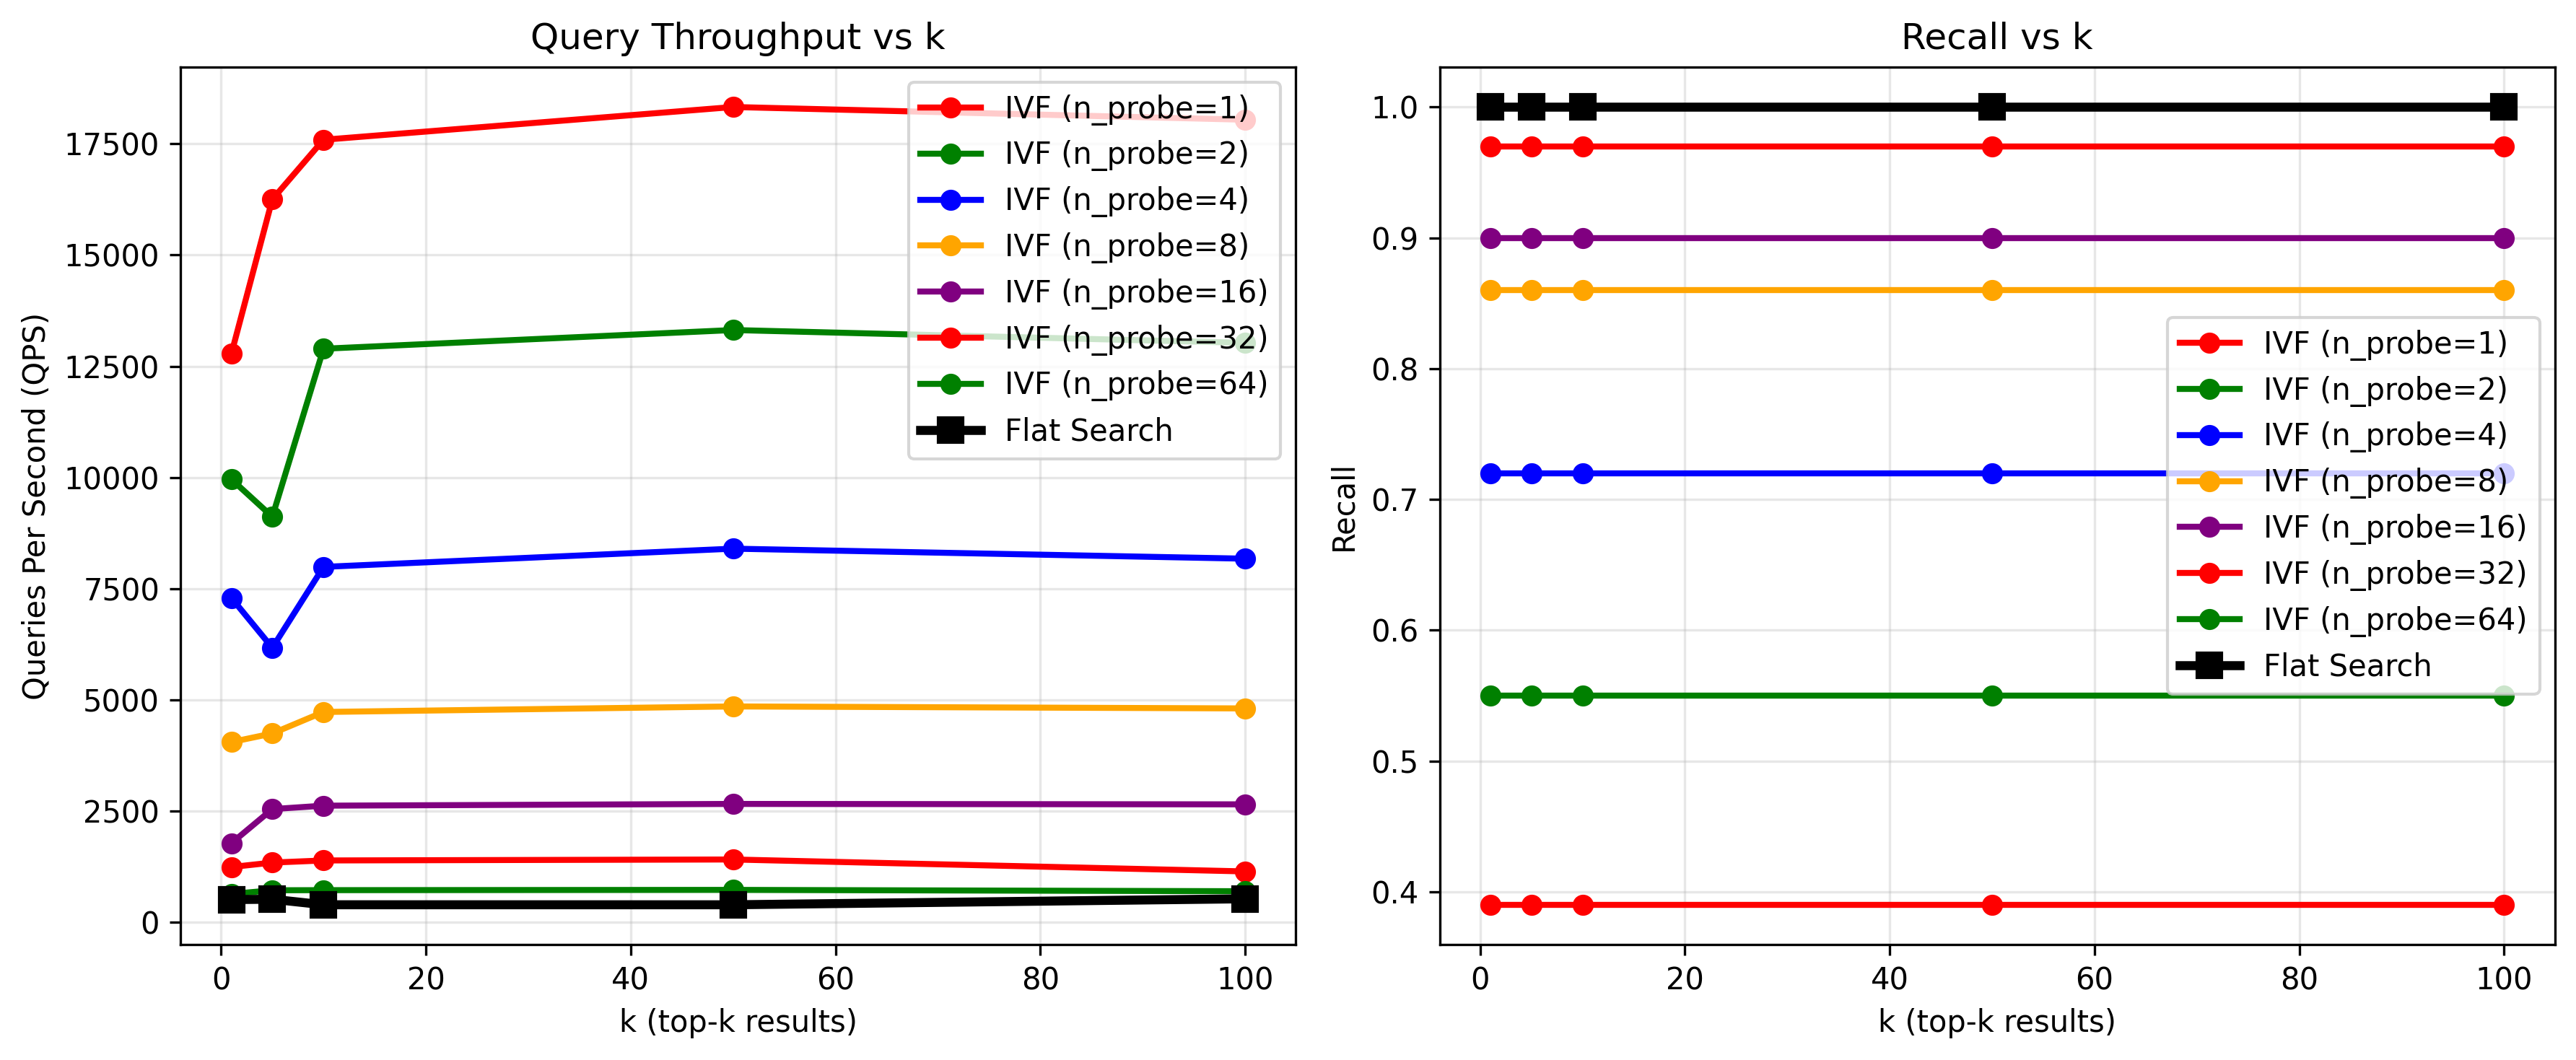 Query Throughput vs k
Queries Per Second (QPS)
17500
15000
12500
10000
7500
5000
2500
0
0 20 40 60 80 100
k (top-k results)
IVF (n_probe=1)
IVF (n_probe=2)
IVF (n_probe=4)
IVF (n_probe=8)
IVF (n_probe=16)
IVF (n_probe=32)
IVF (n_probe=64)
Flat Search
Recall vs k
Recall
1.0
0.9
0.8
0.7
0.6
0.5
0.4
0 20 40 60 80 100
k (top-k results)
IVF (n_probe=1)
IVF (n_probe=2)
IVF (n_probe=4)
IVF (n_probe=8)
IVF (n_probe=16)
IVF (n_probe=32)
IVF (n_probe=64)
Flat Search